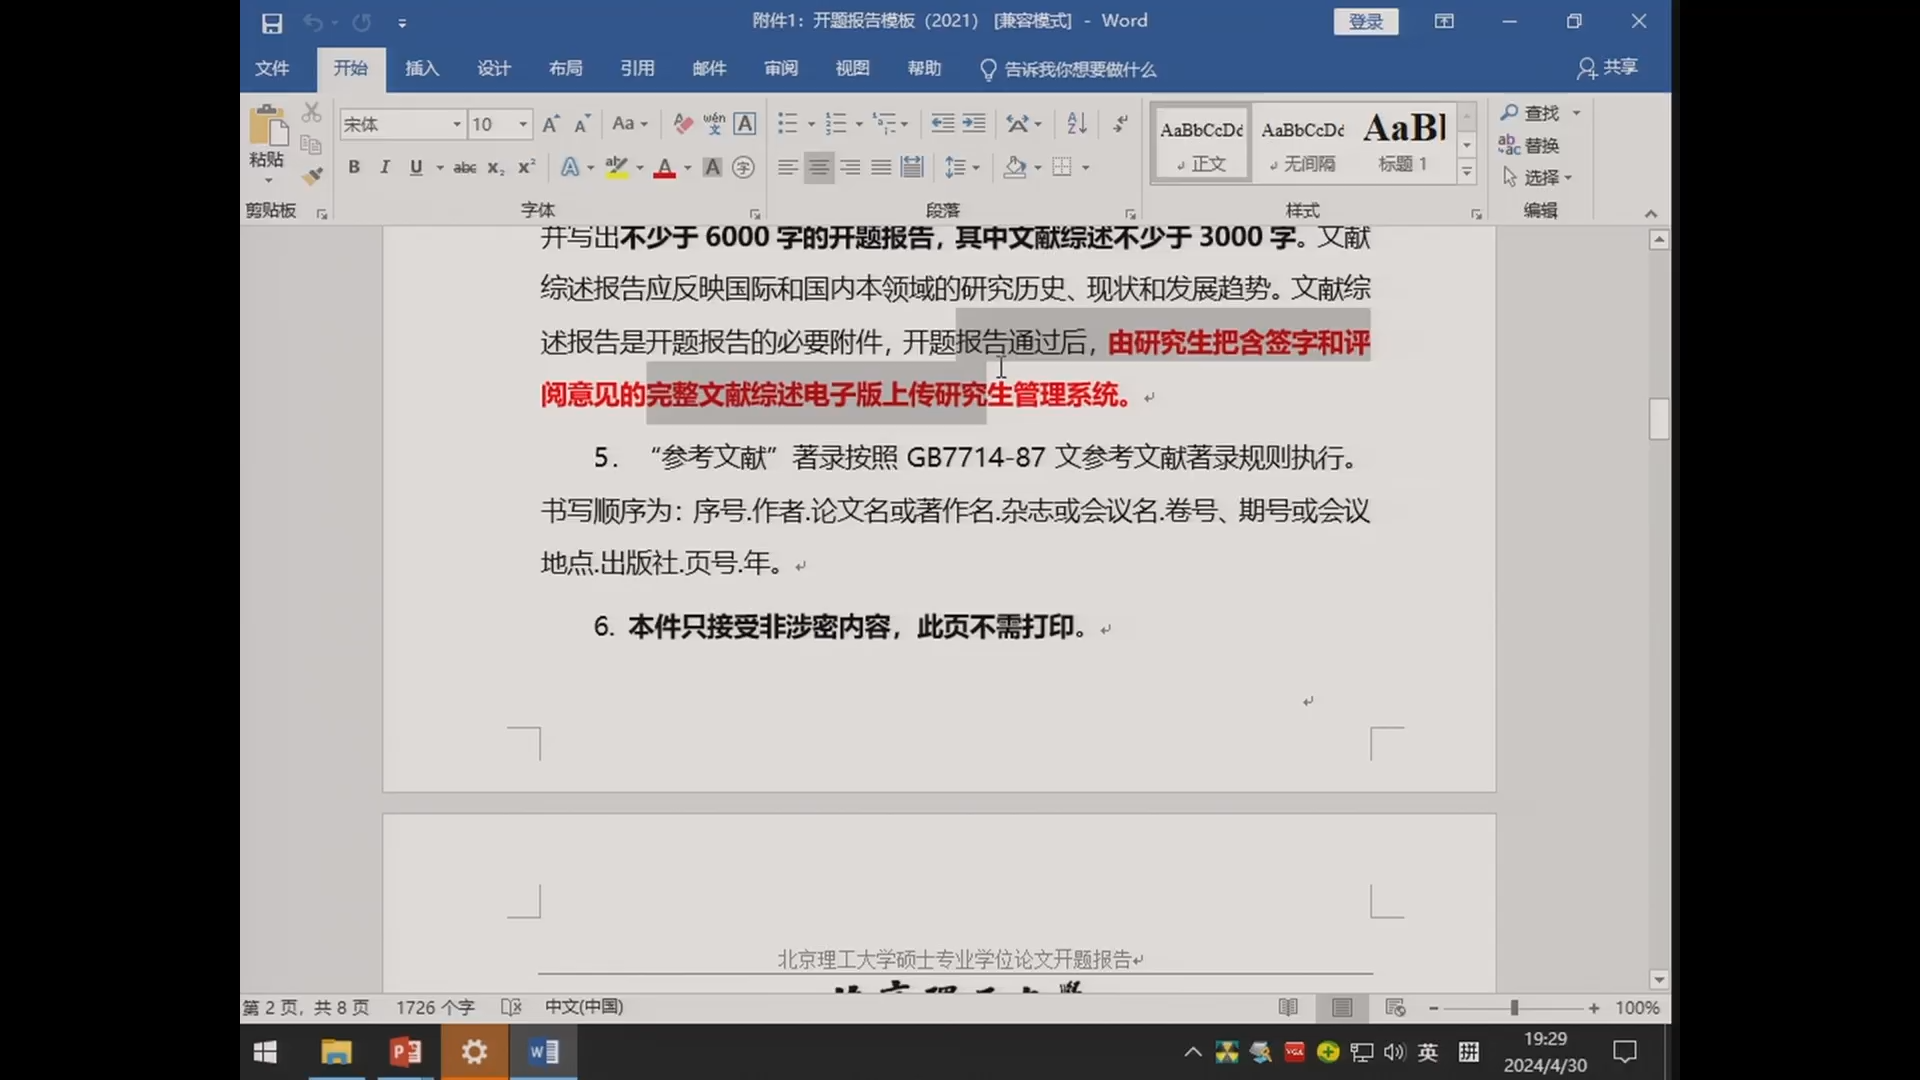 附件1：开题报告模板（2021） [兼容模式] - Word
登录
文件 开始 插入 设计 布局 引用 邮件 审阅 视图 帮助 告诉我你想要做什么 共享
宋体 10 Aa wén 文 A
粘贴
B I U abc x₂ x² A ab A A 字
AaBbCcDd AaBbCcDd AaBl
正文 无间隔 标题 1
查找
替换
选择
剪贴板 字体 段落 样式 编辑
并写出不少于 6000 字的开题报告，其中文献综述不少于 3000 字。文献
综述报告应反映国际和国内本领域的研究历史、现状和发展趋势。文献综
述报告是开题报告的必要附件，开题报告通过后，由研究生把含签字和评
阅意见的完整文献综述电子版上传研究生管理系统。
5. “参考文献”著录按照 GB7714-87 文参考文献著录规则执行。
书写顺序为：序号.作者.论文名或著作名.杂志或会议名.卷号、期号或会议
地点.出版社.页号.年。
6. 本件只接受非涉密内容，此页不需打印。
北京理工大学硕士专业学位论文开题报告
第 2 页，共 8 页 1726 个字 中文(中国) 100%
VGA 英 拼
19:29
2024/4/30